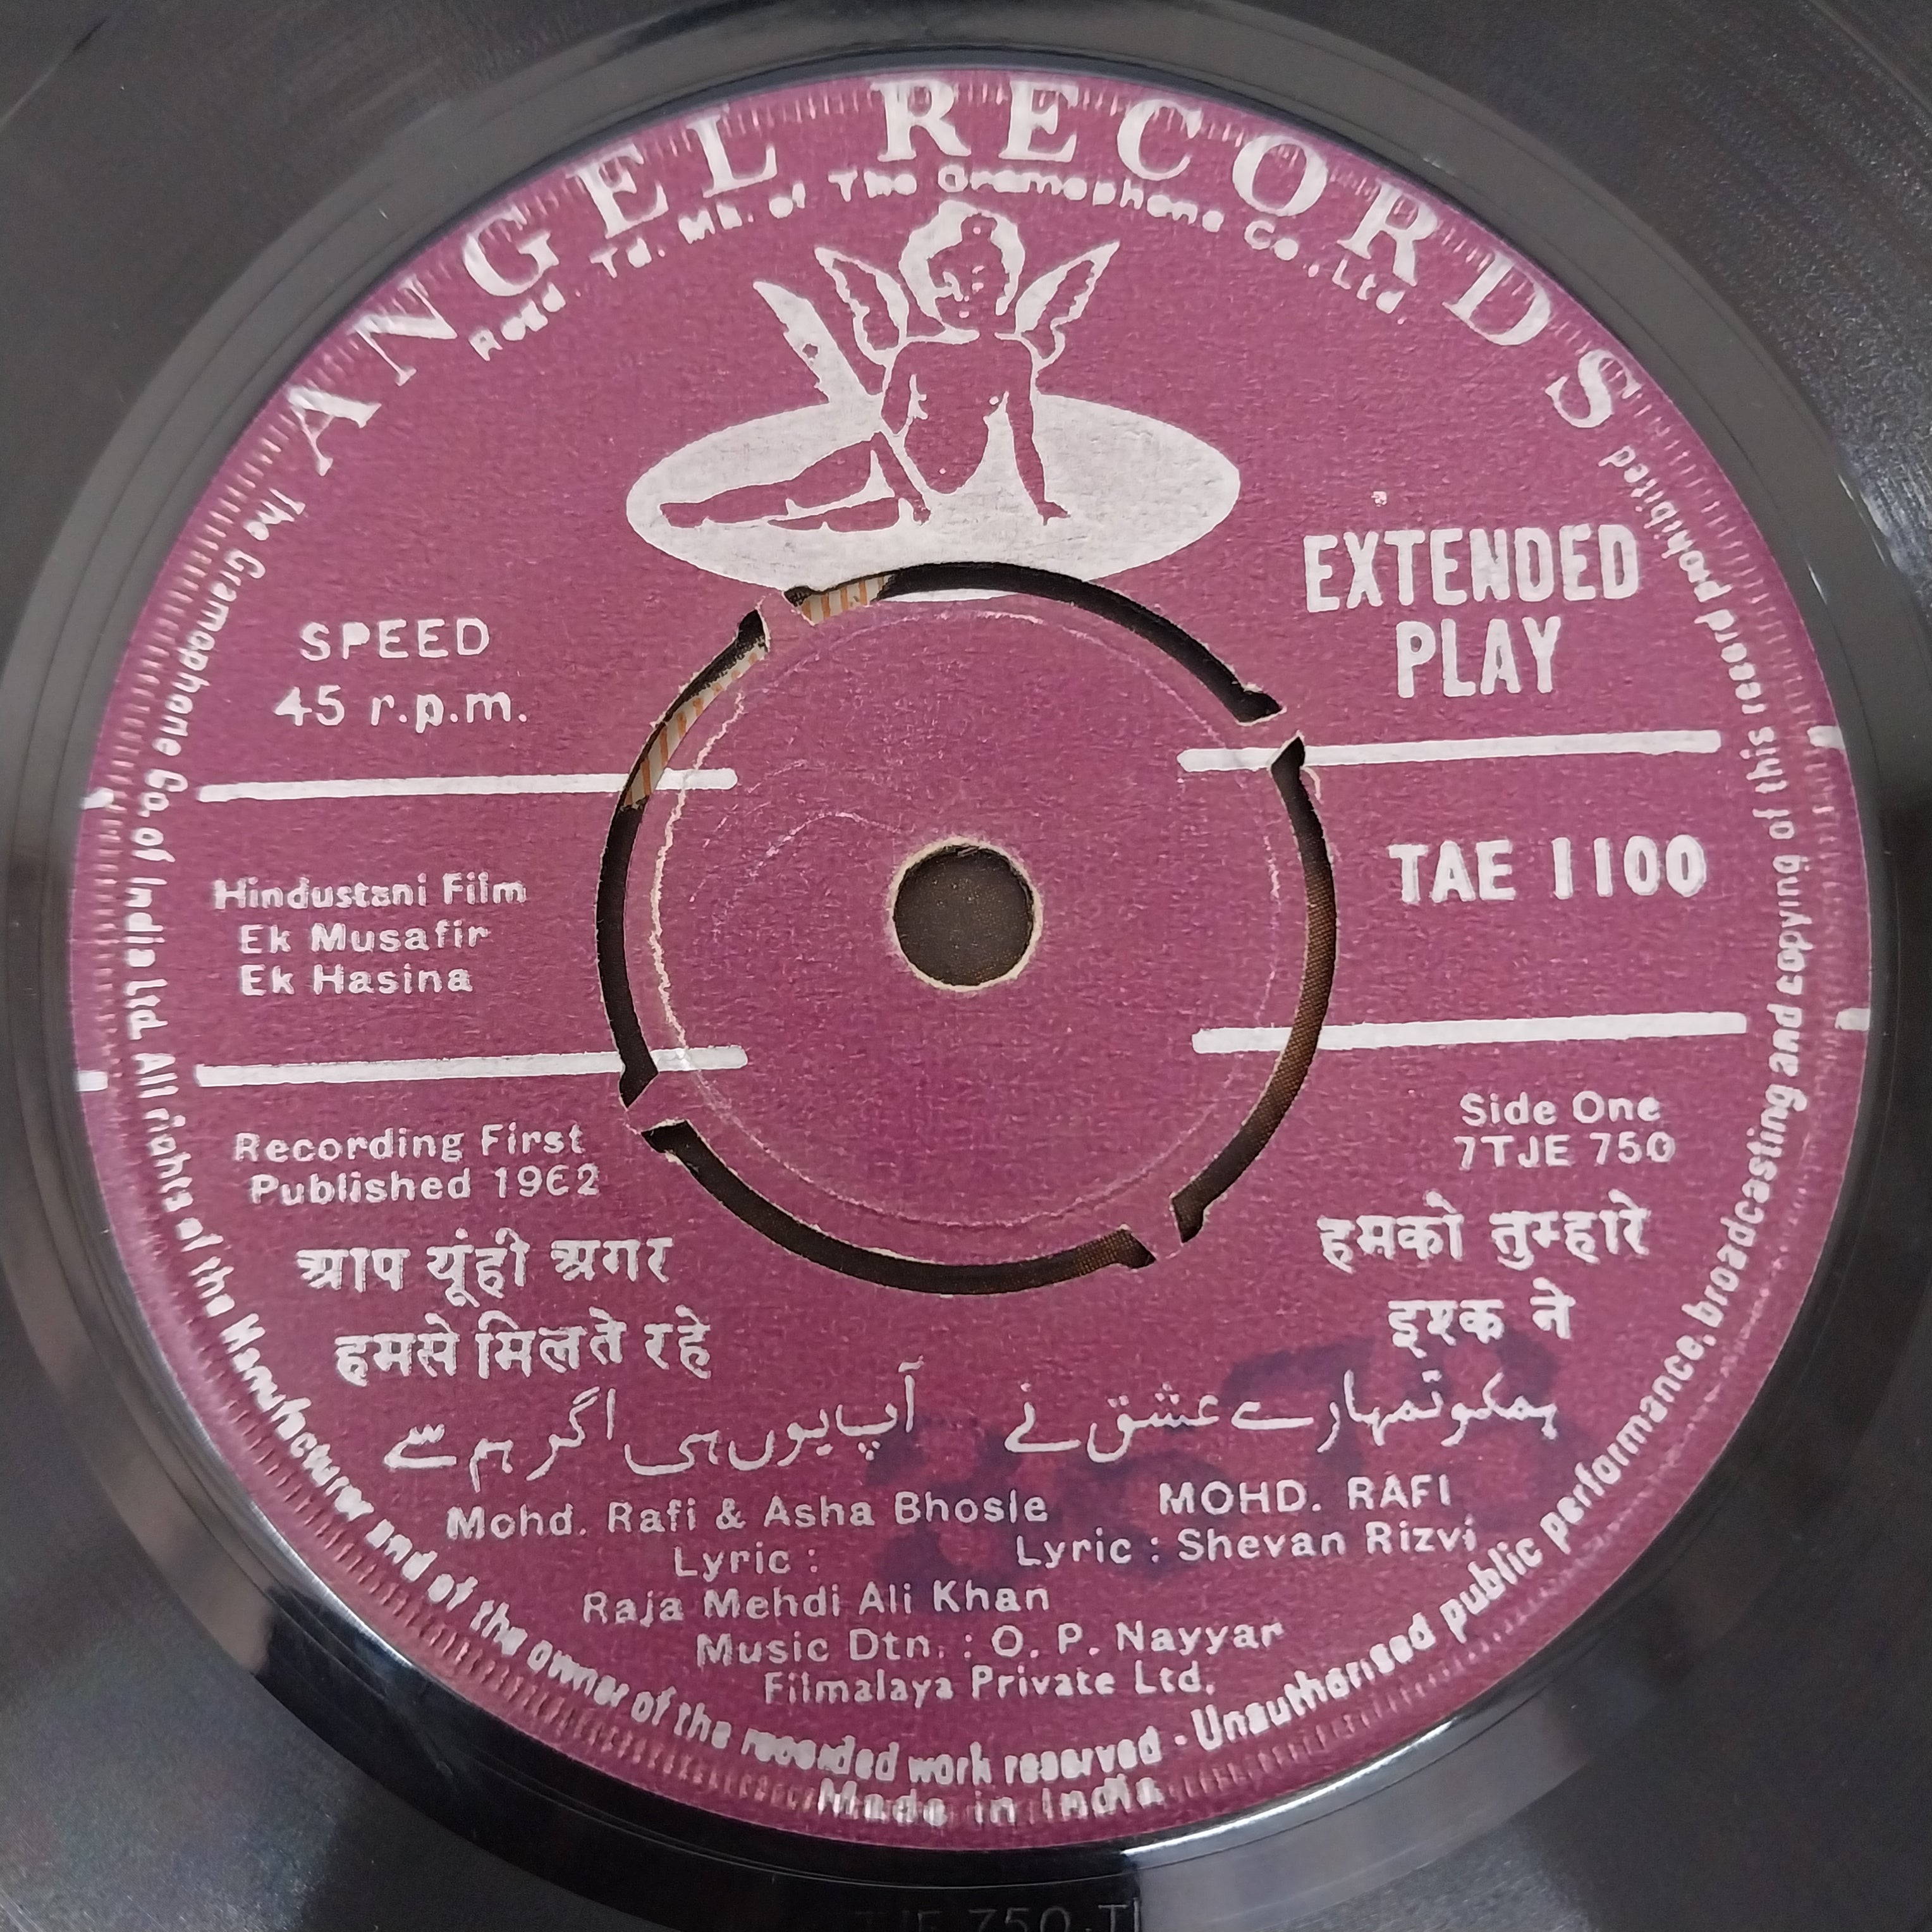 ANGEL RECORDS
Regd. Td. Mk. of The Gramophone Co., Ltd.
EXTENDED
PLAY
SPEED
45 r.p.m.
TAE 1100
Hindustani Film
Ek Musafir
Ek Hasina
Side One
7TJE 750
Recording First
Published 1962
आप यूंही अगर
हमसे मिलते रहे
हमको तुम्हारे
इश्क ने
آپ یوں ہی اگر ہم سے
ہمکو تمہارے عشق نے
Mohd. Rafi & Asha Bhosle
Lyric :
Raja Mehdi Ali Khan
MOHD. RAFI
Lyric : Shevan Rizvi
Music Dtn. : O. P. Nayyar
Filmalaya Private Ltd.
The Gramophone Co. of India Ltd. All rights of the Manufacturer and of the owner of the recorded work reserved · Unauthorised public performance, broadcasting and copying of this record prohibited
Made in India